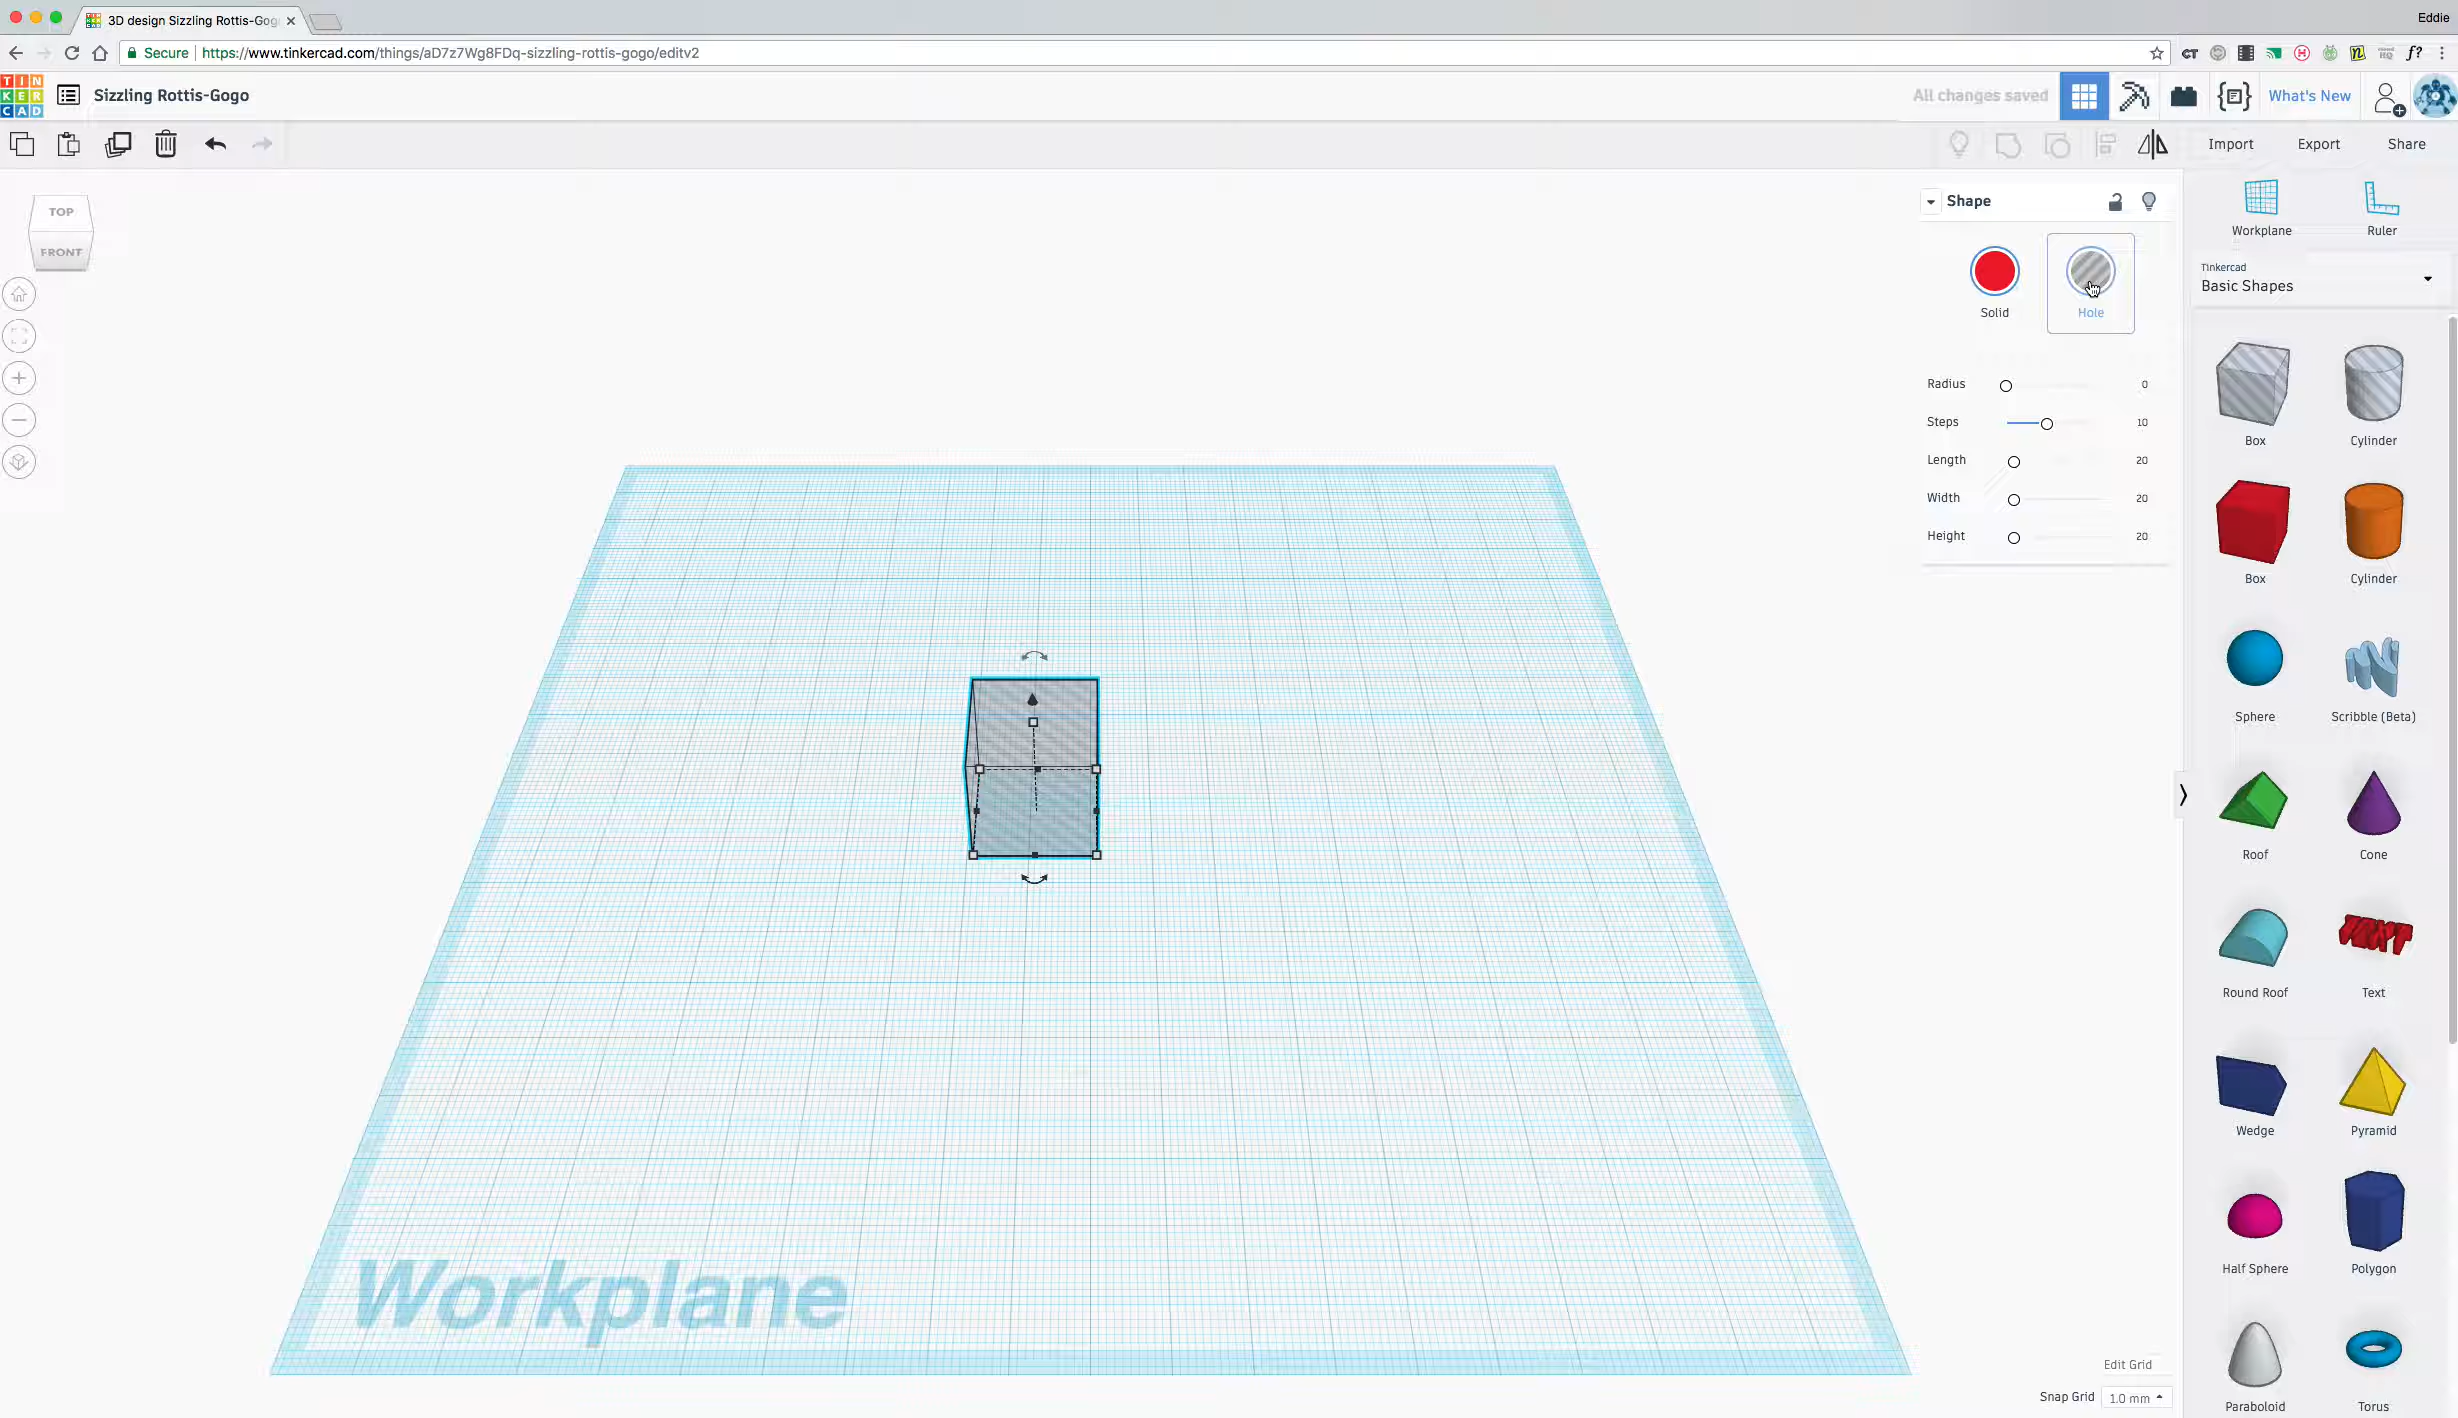 3D design Sizzling Rottis-Gog
Eddie
Secure https://www.tinkercad.com/things/aD7z7Wg8FDq-sizzling-rottis-gogo/editv2
TIN
KER
CAD
Sizzling Rottis-Gogo
All changes saved
What's New
Import
Export
Share
TOP
FRONT
Shape
Solid
Hole
Radius 0
Steps 10
Length 20
Width 20
Height 20
Workplane
Ruler
Tinkercad
Basic Shapes
Box
Cylinder
Box
Cylinder
Sphere
Scribble (Beta)
Roof
Cone
Round Roof
TEXT
Text
Wedge
Pyramid
Half Sphere
Polygon
Paraboloid
Torus
Workplane
Edit Grid
Snap Grid 1.0 mm